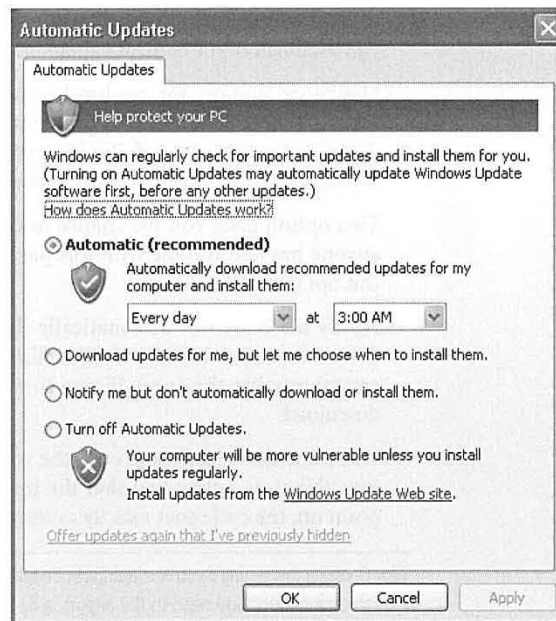 Automatic Updates
Automatic Updates
Help protect your PC
Windows can regularly check for important updates and install them for you.
(Turning on Automatic Updates may automatically update Windows Update
software first, before any other updates.)
How does Automatic Updates work?
Automatic (recommended)
Automatically download recommended updates for my
computer and install them:
Every day at 3:00 AM
Download updates for me, but let me choose when to install them.
Notify me but don't automatically download or install them.
Turn off Automatic Updates.
Your computer will be more vulnerable unless you install
updates regularly.
Install updates from the Windows Update Web site.
Offer updates again that I've previously hidden
OK Cancel Apply